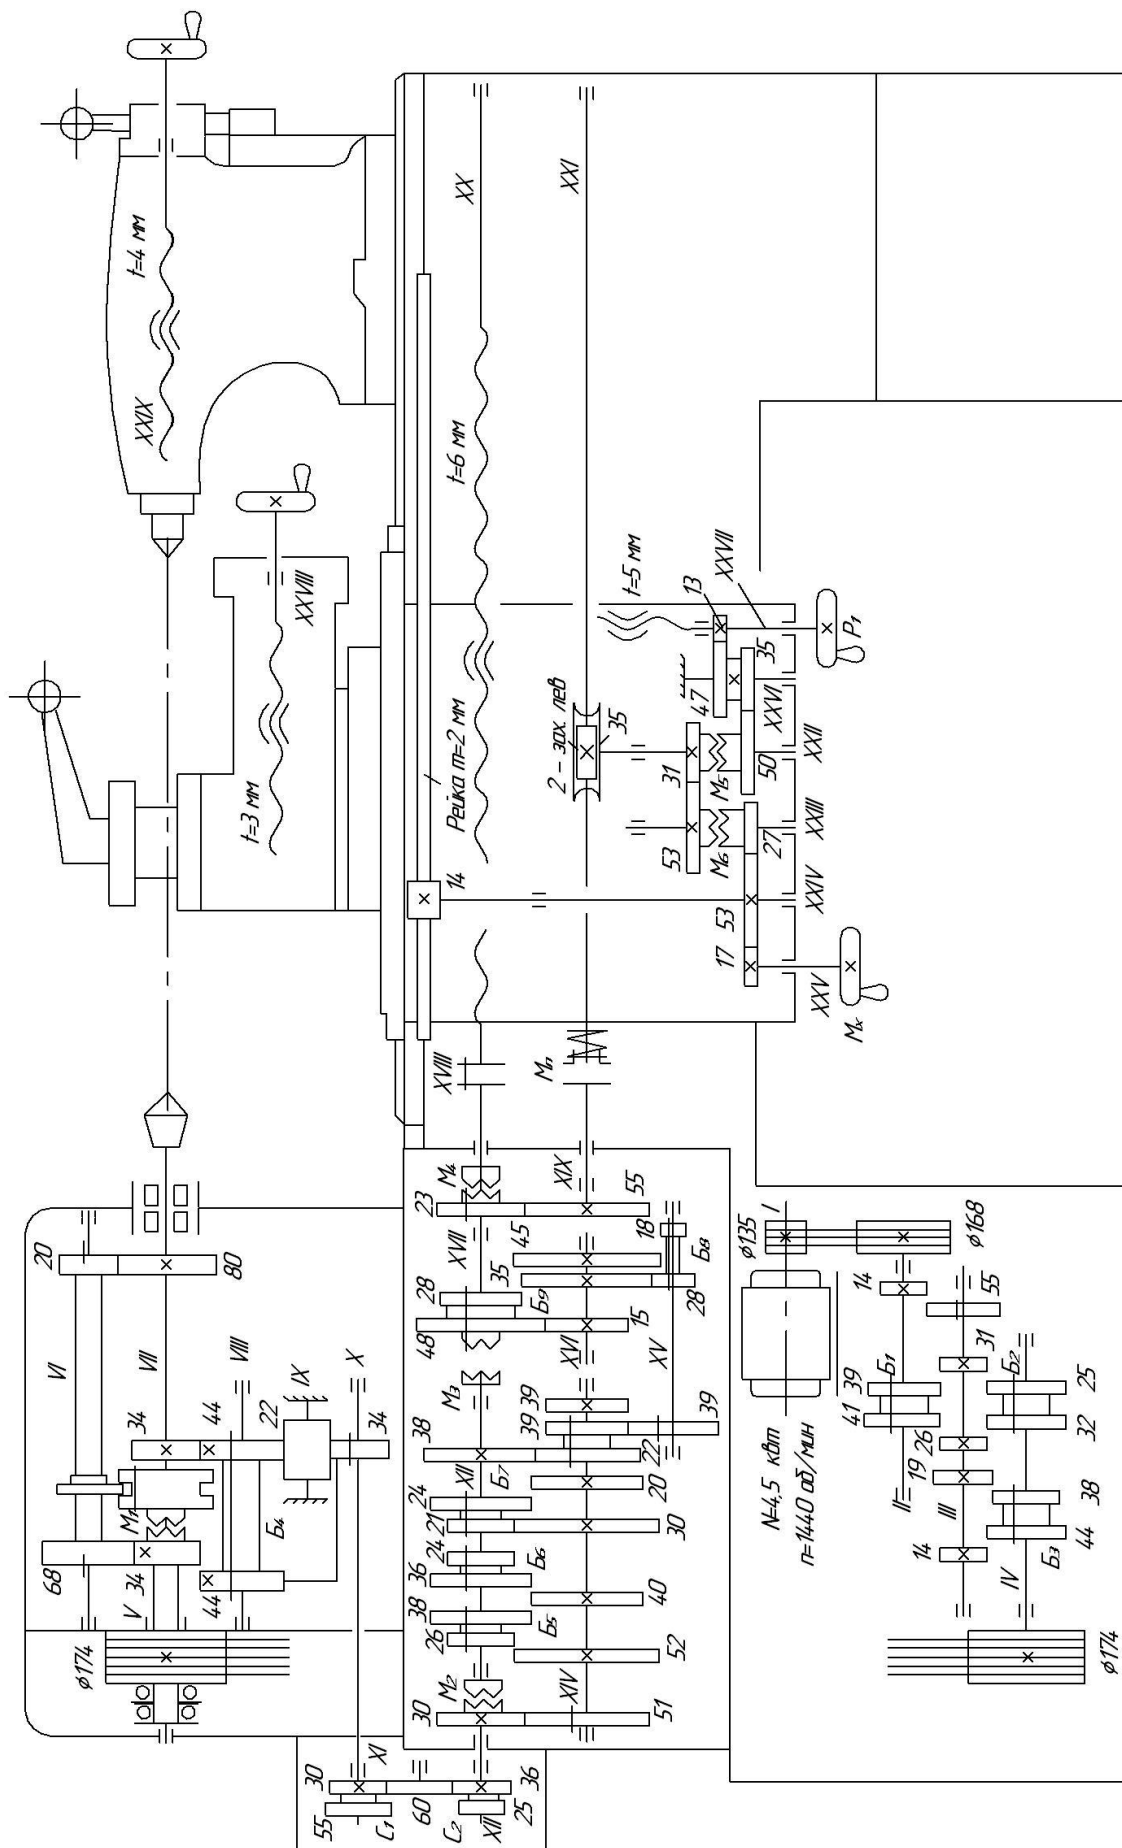 t=4 мм
XXIX
XX
XXI
t=6 мм
XXVIII
t=3 мм
Рейка m=2 мм
14
2 - зах. лев
35
t=5 мм
13
XXVII
P₁
35
47
XXVI
31
M₅
50
XXII
53
M₆
27
XXIII
XXIV
53
17
XXV
Mₓ
XVIII
Mп
20
80
VI
VII
VIII
IX
X
34
44
22
34
M₁
Б₄
68
V
34
44
ϕ174
XI
30
55
C₁
60
C₂
XII
25
36
M₄
23
XIX
55
XVII
45
18
Б₈
28
35
Б₉
28
48
15
XVI
XV
M₃
39
39
39
38
22
XII
Б₇
24
20
21
30
24
Б₆
36
40
38
Б₅
26
52
M₂
XIV
30
51
ϕ135
I
ϕ168
N=4,5 квт
n=1440 об/мин
14
55
31
Б₁
39
41
Б₂
25
26
32
19
II
III
38
14
44
Б₃
IV
ϕ174